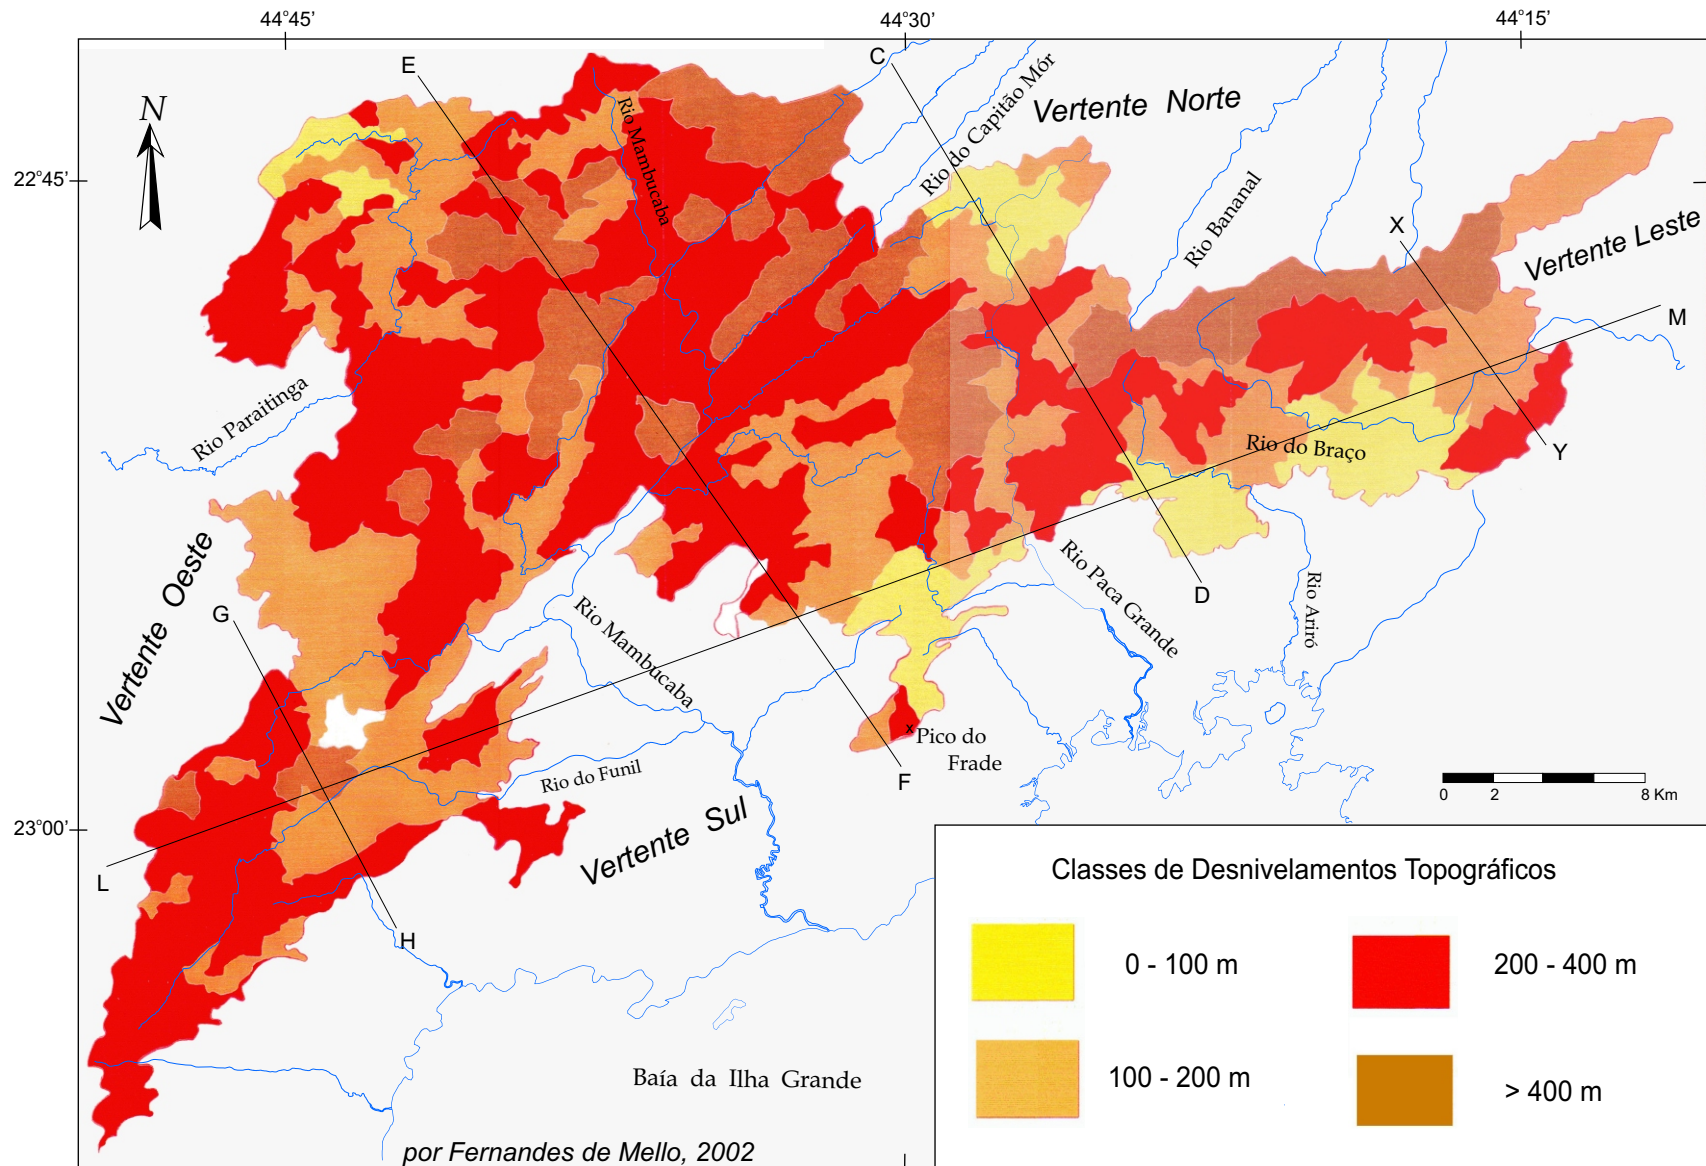 44°45'
44°30'
44°15'
E
C
Rio do Capitão Mór
Vertente Norte
N
Rio Mambucaba
22°45'
Rio Bananal
X
Vertente Leste
M
Rio Paraitinga
Rio do Braço
Y
Vertente Oeste
G
Rio Mambucaba
Rio Paca Grande
D
Rio Ariró
x
Pico do
Frade
Rio do Funil
F
0 2 8 Km
23°00'
Vertente Sul
L
H
Classes de Desnivelamentos Topográficos
0 - 100 m
200 - 400 m
100 - 200 m
> 400 m
Baía da Ilha Grande
por Fernandes de Mello, 2002